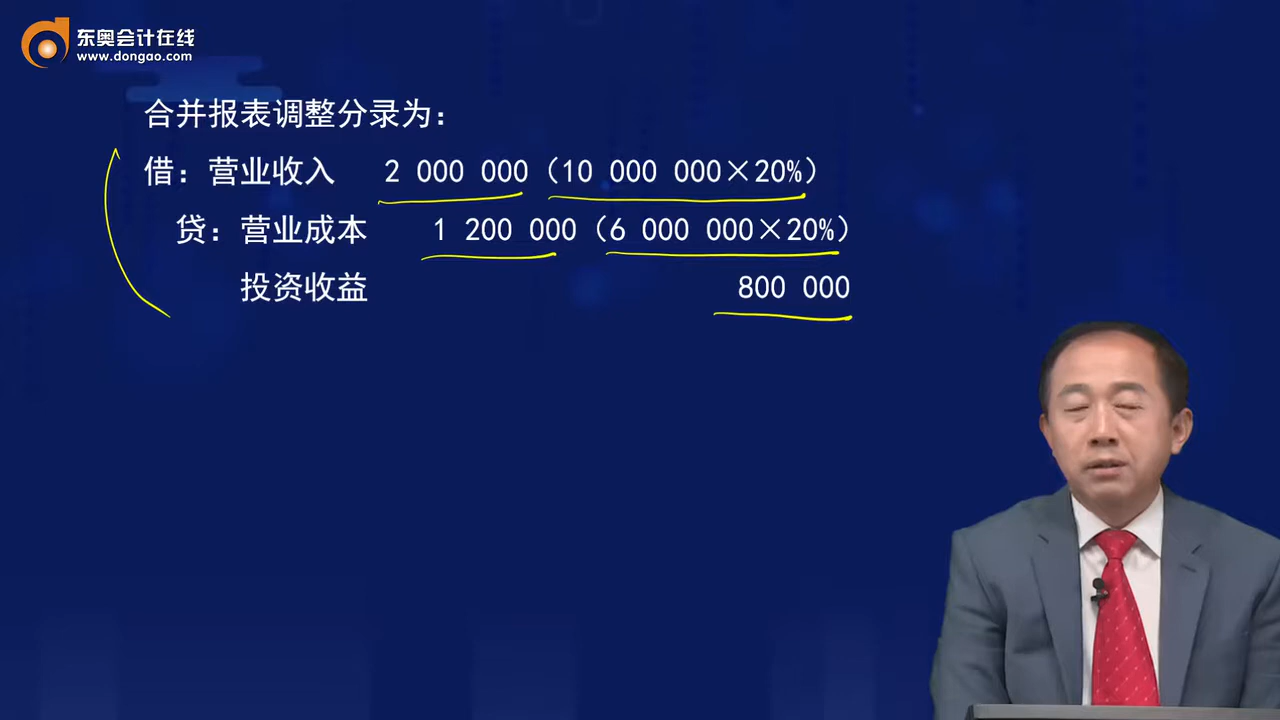 东奥会计在线
www.dongao.com
合并报表调整分录为：
借：营业收入 2 000 000（10 000 000×20%）
贷：营业成本 1 200 000（6 000 000×20%）
投资收益 800 000